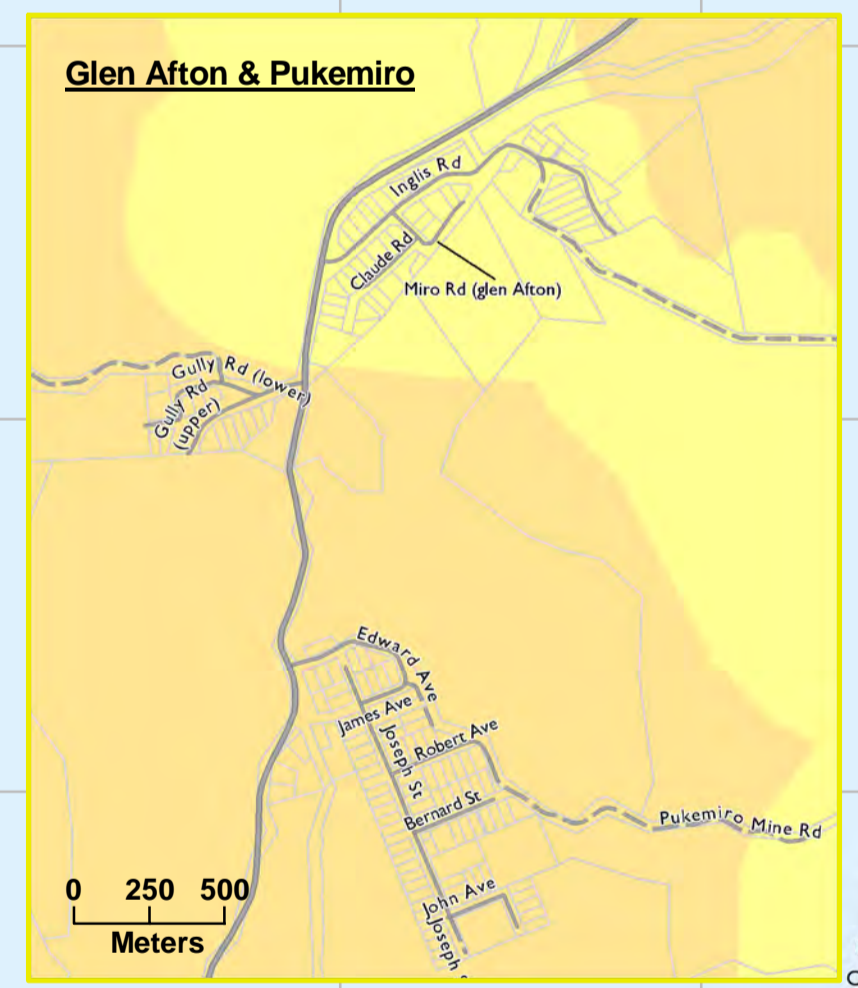 Glen Afton & Pukemiro
Inglis Rd
Claude Rd
Miro Rd (glen Afton)
Gully Rd (lower)
Gully Rd
(upper)
Edward Ave
James Ave
Joseph St
Robert Ave
Bernard St
Pukemiro Mine Rd
John Ave
Joseph
0 250 500
Meters